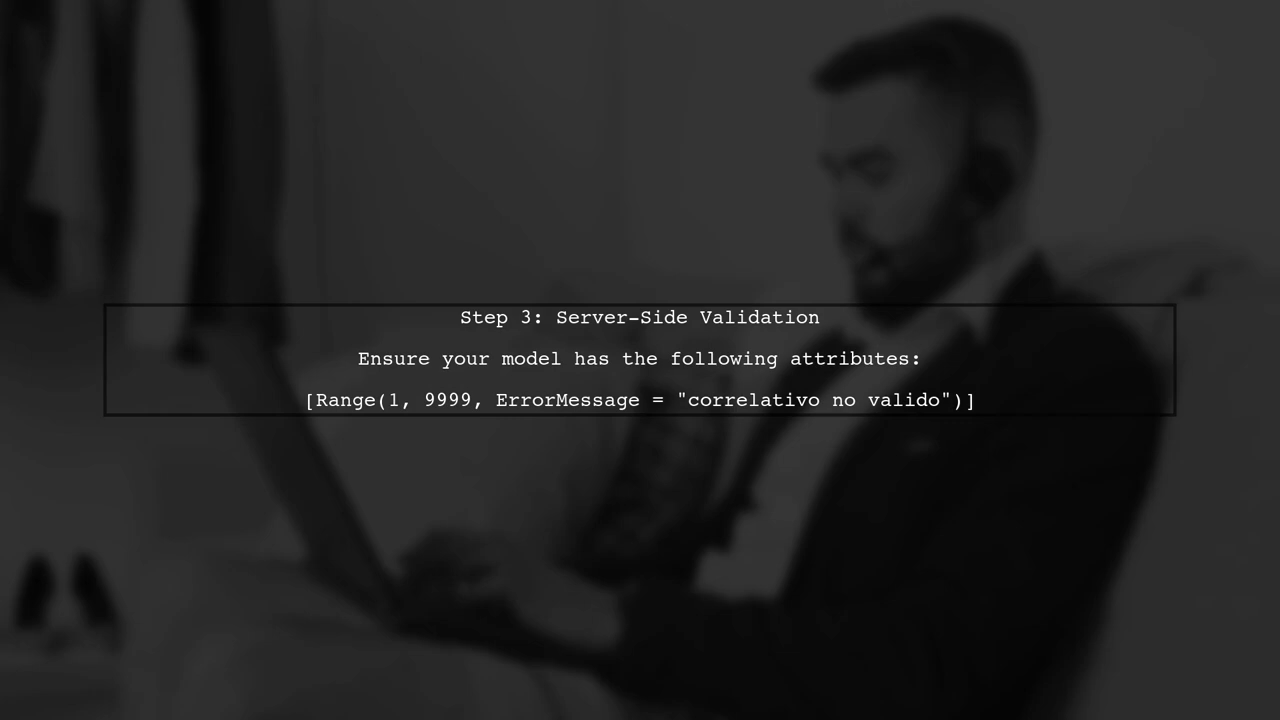 Step 3: Server-Side Validation
Ensure your model has the following attributes:
[Range(1, 9999, ErrorMessage = "correlativo no valido")]